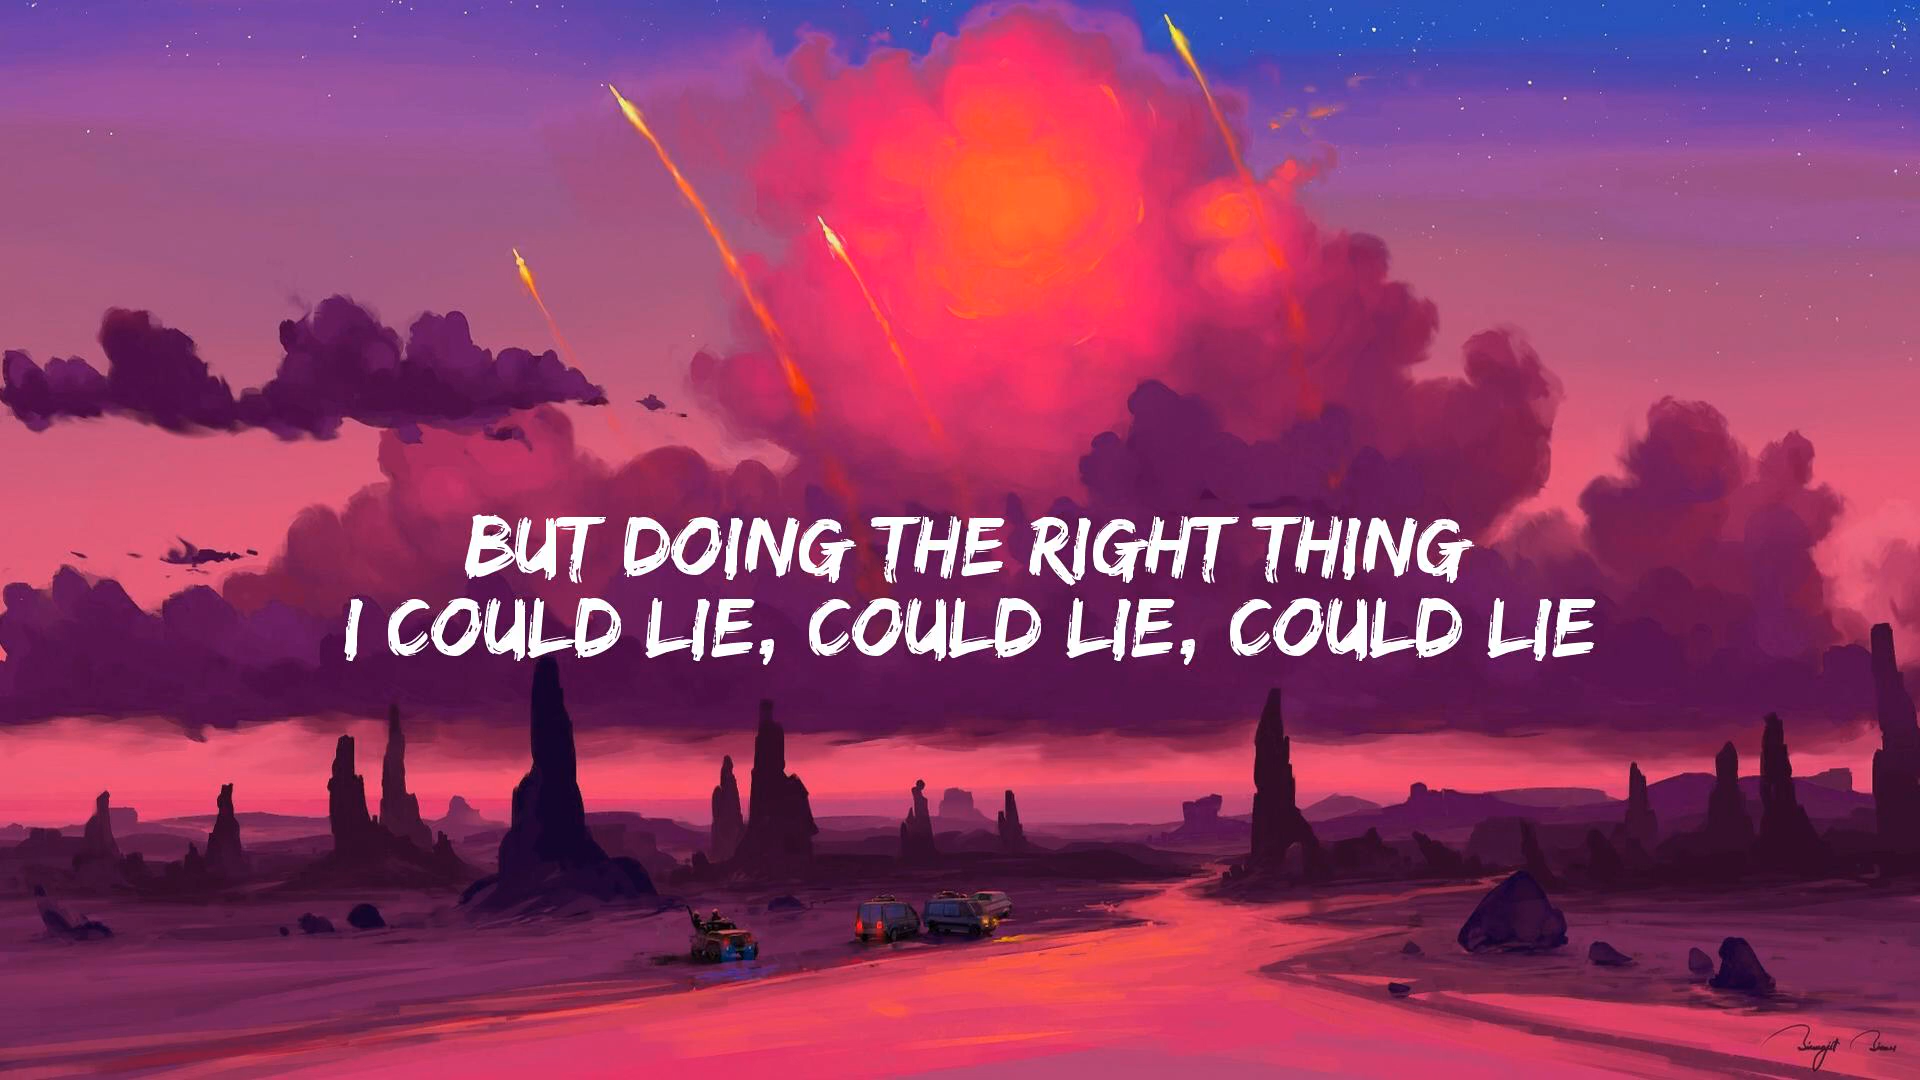 BUT DOING THE RIGHT THING
I COULD LIE, COULD LIE, COULD LIE